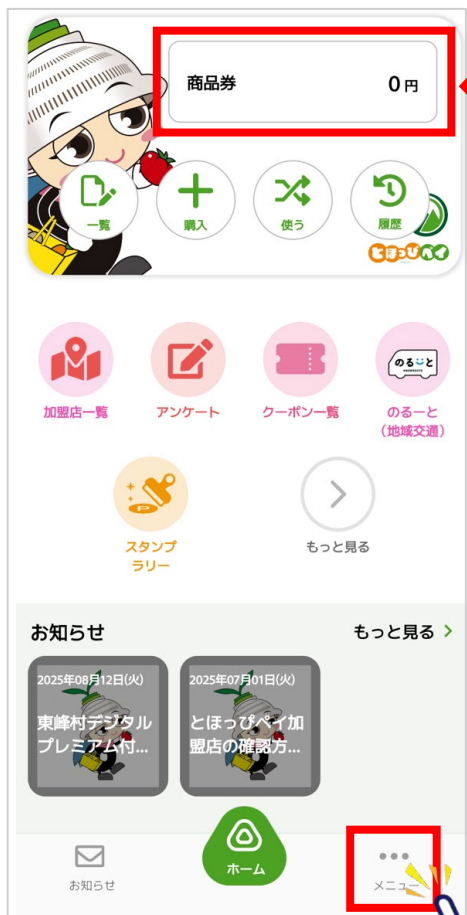 商品券 0円
一覧
購入
使う
履歴
とほっぴペイ
加盟店一覧
アンケート
クーポン一覧
のるーと
のるーと
（地域交通）
P
スタンプ
ラリー
もっと見る
お知らせ
もっと見る
2025年08月12日(火)
東峰村デジタル
プレミアム付...
2025年07月01日(火)
とほっぴペイ加
盟店の確認方...
お知らせ
ホーム
メニュー